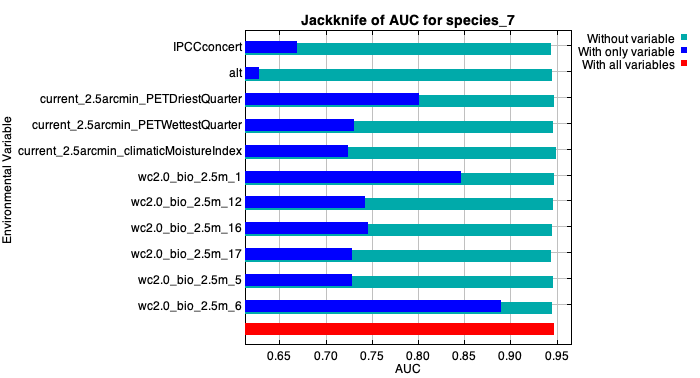 Jackknife of AUC for species_7
Without variable
With only variable
With all variables
Environmental Variable
IPCCconcert
alt
current_2.5arcmin_PETDriestQuarter
current_2.5arcmin_PETWettestQuarter
current_2.5arcmin_climaticMoistureIndex
wc2.0_bio_2.5m_1
wc2.0_bio_2.5m_12
wc2.0_bio_2.5m_16
wc2.0_bio_2.5m_17
wc2.0_bio_2.5m_5
wc2.0_bio_2.5m_6
0.65 0.70 0.75 0.80 0.85 0.90 0.95
AUC